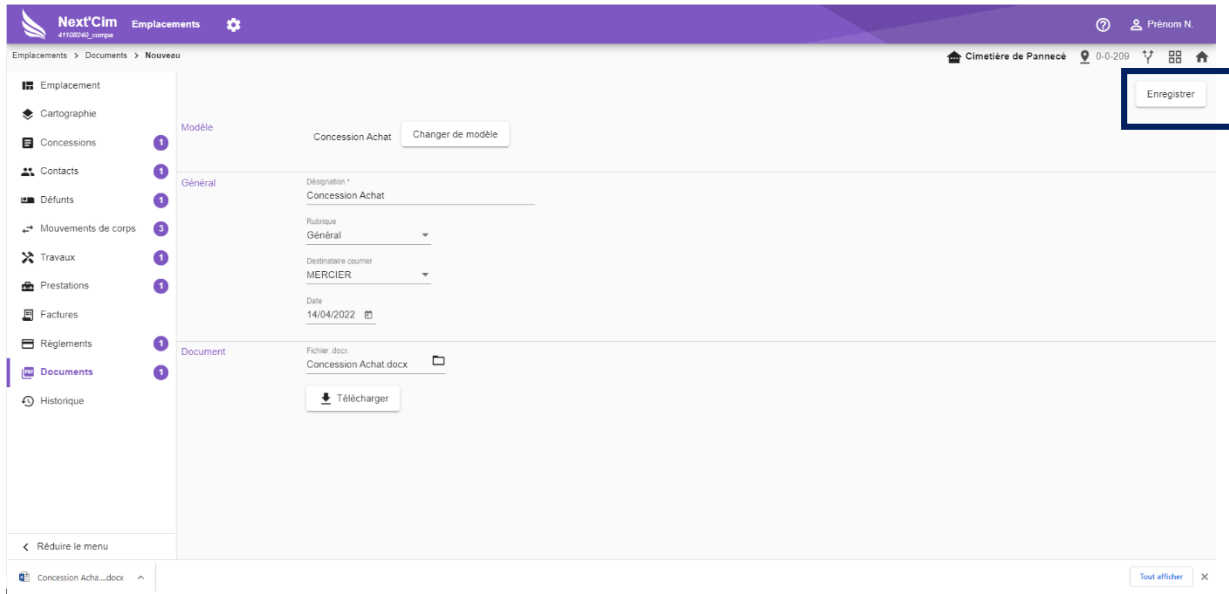 Next'Cim Emplacements
41108240_compa
Prénom N.
Emplacements > Documents > Nouveau
Cimetière de Pannecé 0-0-209
Enregistrer
Emplacement
Cartographie
Concessions 1
Contacts 1
Défunts 1
Mouvements de corps 3
Travaux 1
Prestations 1
Factures
Règlements 1
Documents 1
Historique
Réduire le menu
Modèle
Concession Achat Changer de modèle
Général
Désignation *
Concession Achat
Rubrique
Général
Destinataire courrier
MERCIER
Date
14/04/2022
Document
Fichier .docx
Concession Achat.docx
Télécharger
Concession Acha....docx
Tout afficher